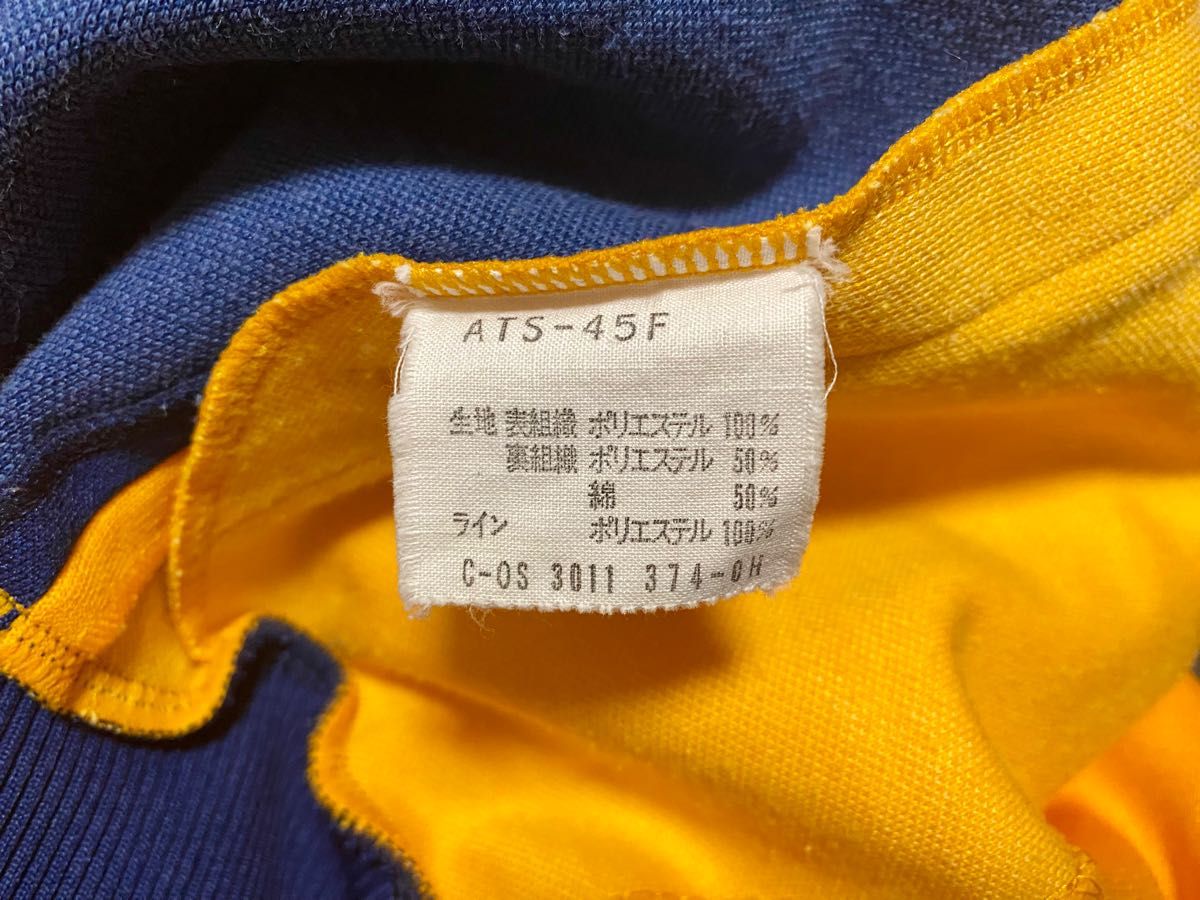 ATS-45F
生地 表組織 ポリエステル 100%
裏組織 ポリエステル 50%
綿 50%
ライン ポリエステル 100%
C-OS 3011 374-0H